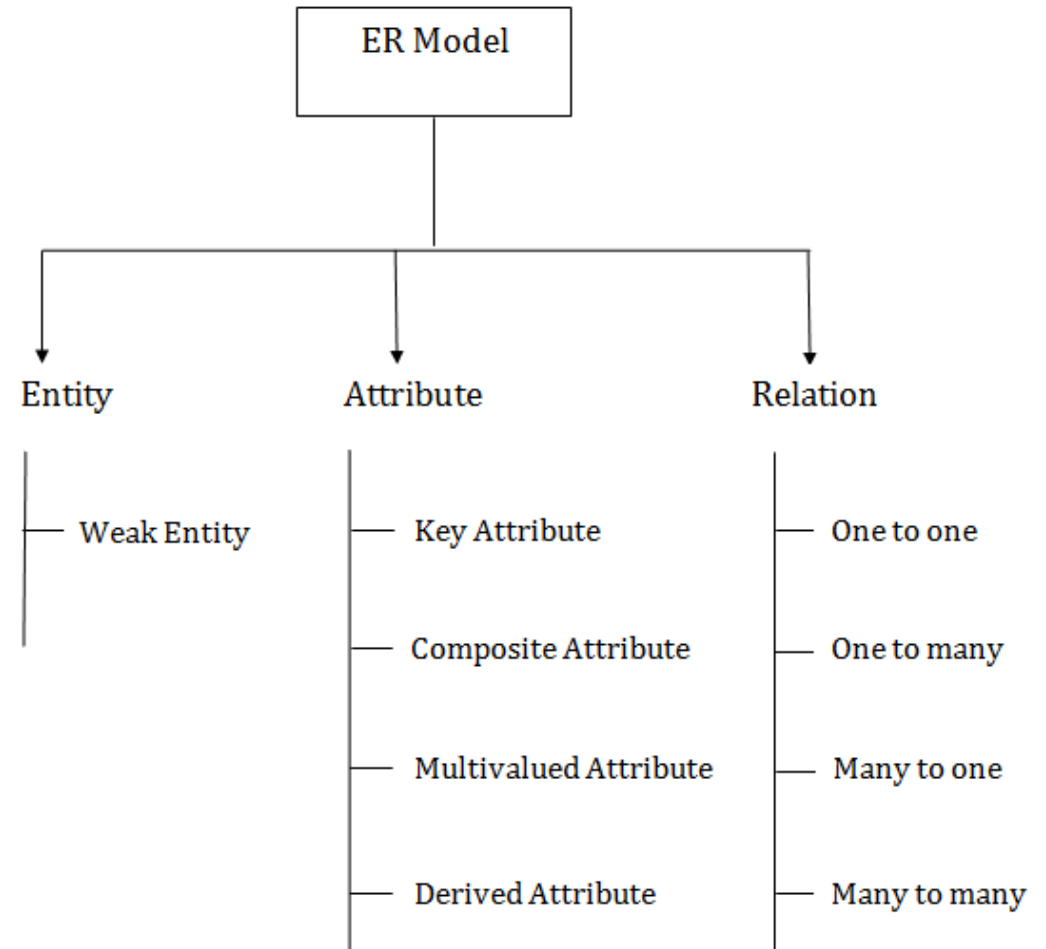 ER Model
Entity
Attribute
Relation
Weak Entity
Key Attribute
One to one
Composite Attribute
One to many
Multivalued Attribute
Many to one
Derived Attribute
Many to many